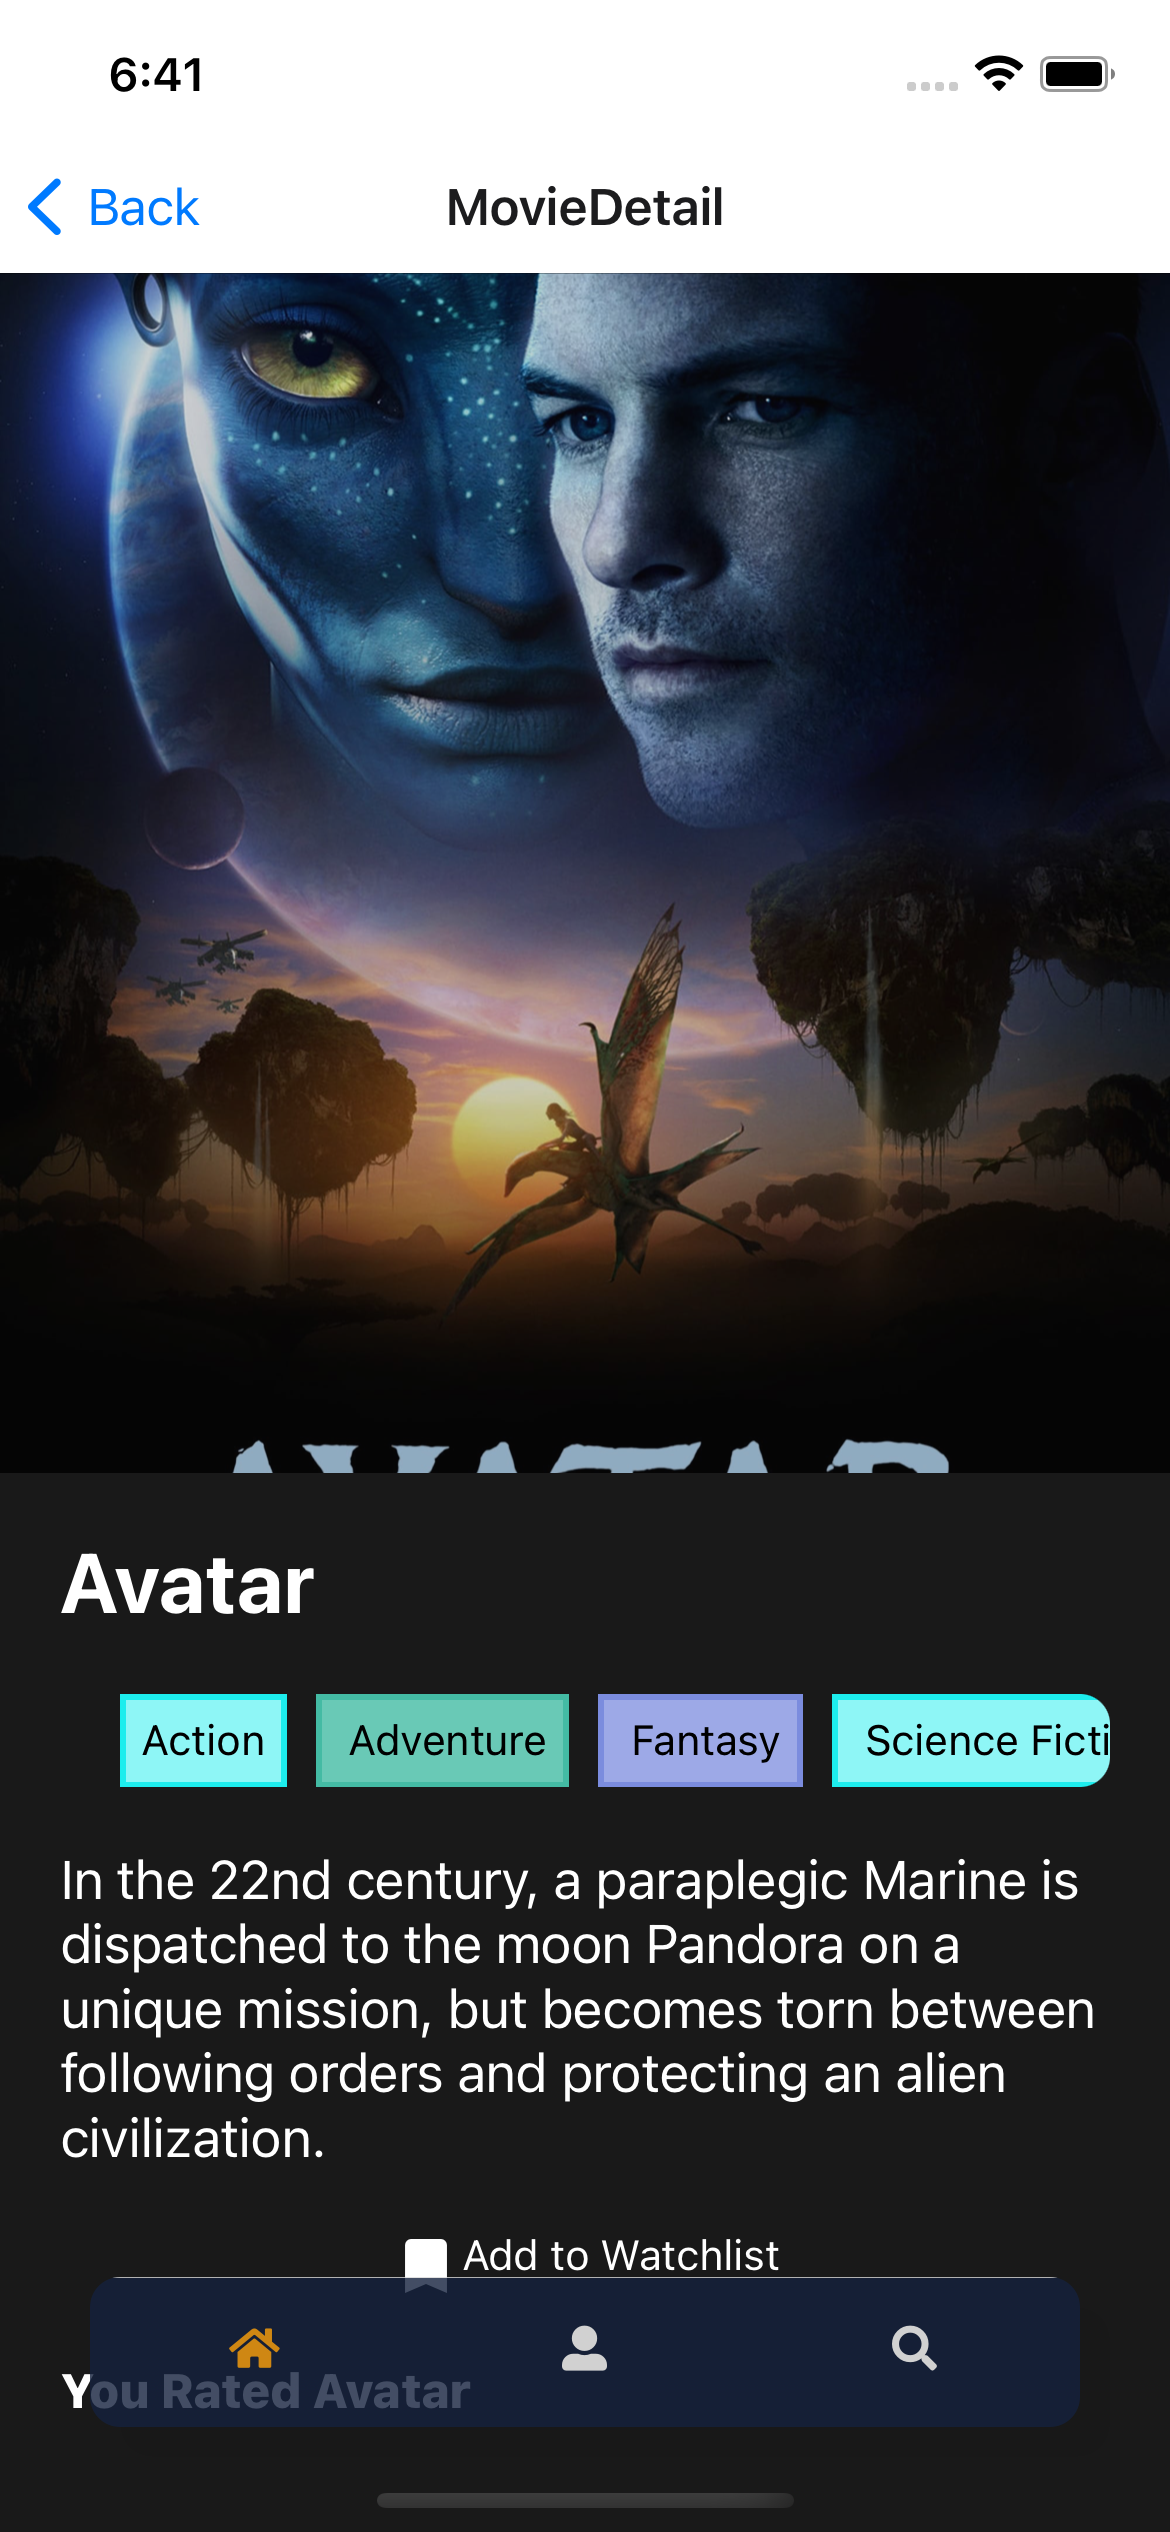 6:41
Back
MovieDetail
AVATAR
Avatar
Action
Adventure
Fantasy
Science Ficti
In the 22nd century, a paraplegic Marine is
dispatched to the moon Pandora on a
unique mission, but becomes torn between
following orders and protecting an alien
civilization.
Add to Watchlist
You Rated Avatar